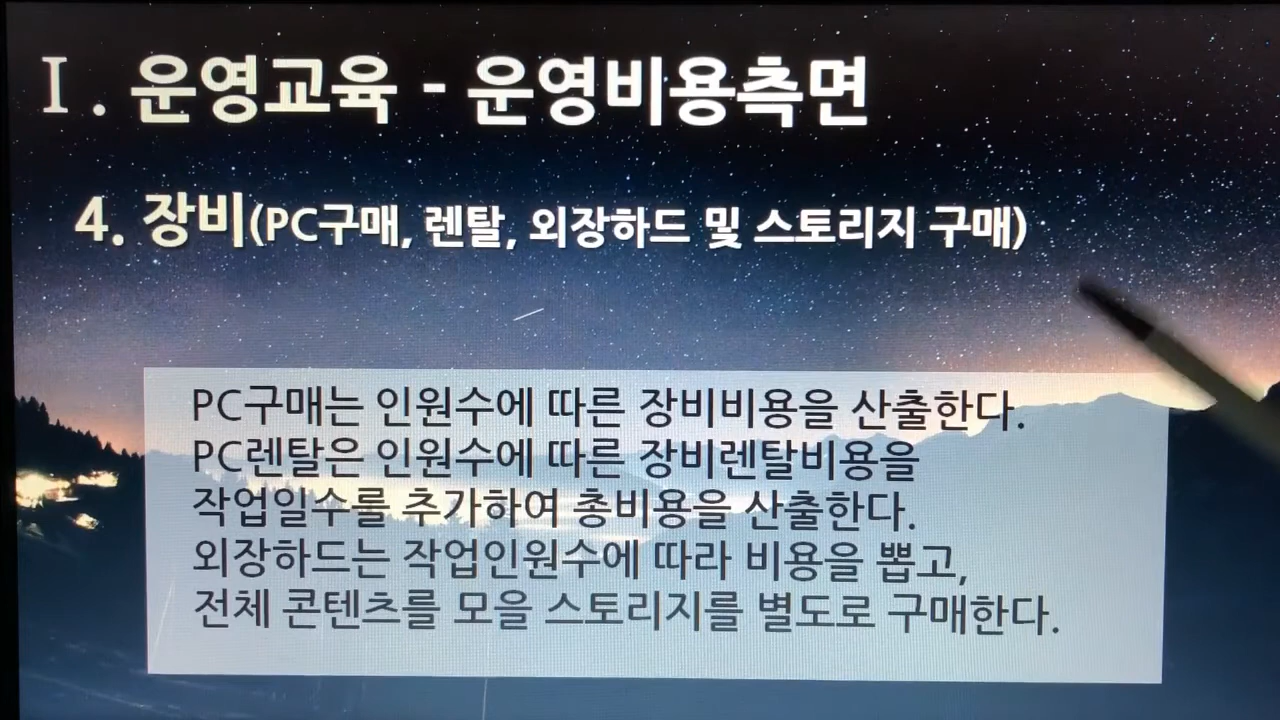 Ⅰ. 운영교육 - 운영비용측면
4. 장비(PC구매, 렌탈, 외장하드 및 스토리지 구매)
PC구매는 인원수에 따른 장비비용을 산출한다.
PC렌탈은 인원수에 따른 장비렌탈비용을
작업일수룰 추가하여 총비용을 산출한다.
외장하드는 작업인원수에 따라 비용을 뽑고,
전체 콘텐츠를 모을 스토리지를 별도로 구매한다.